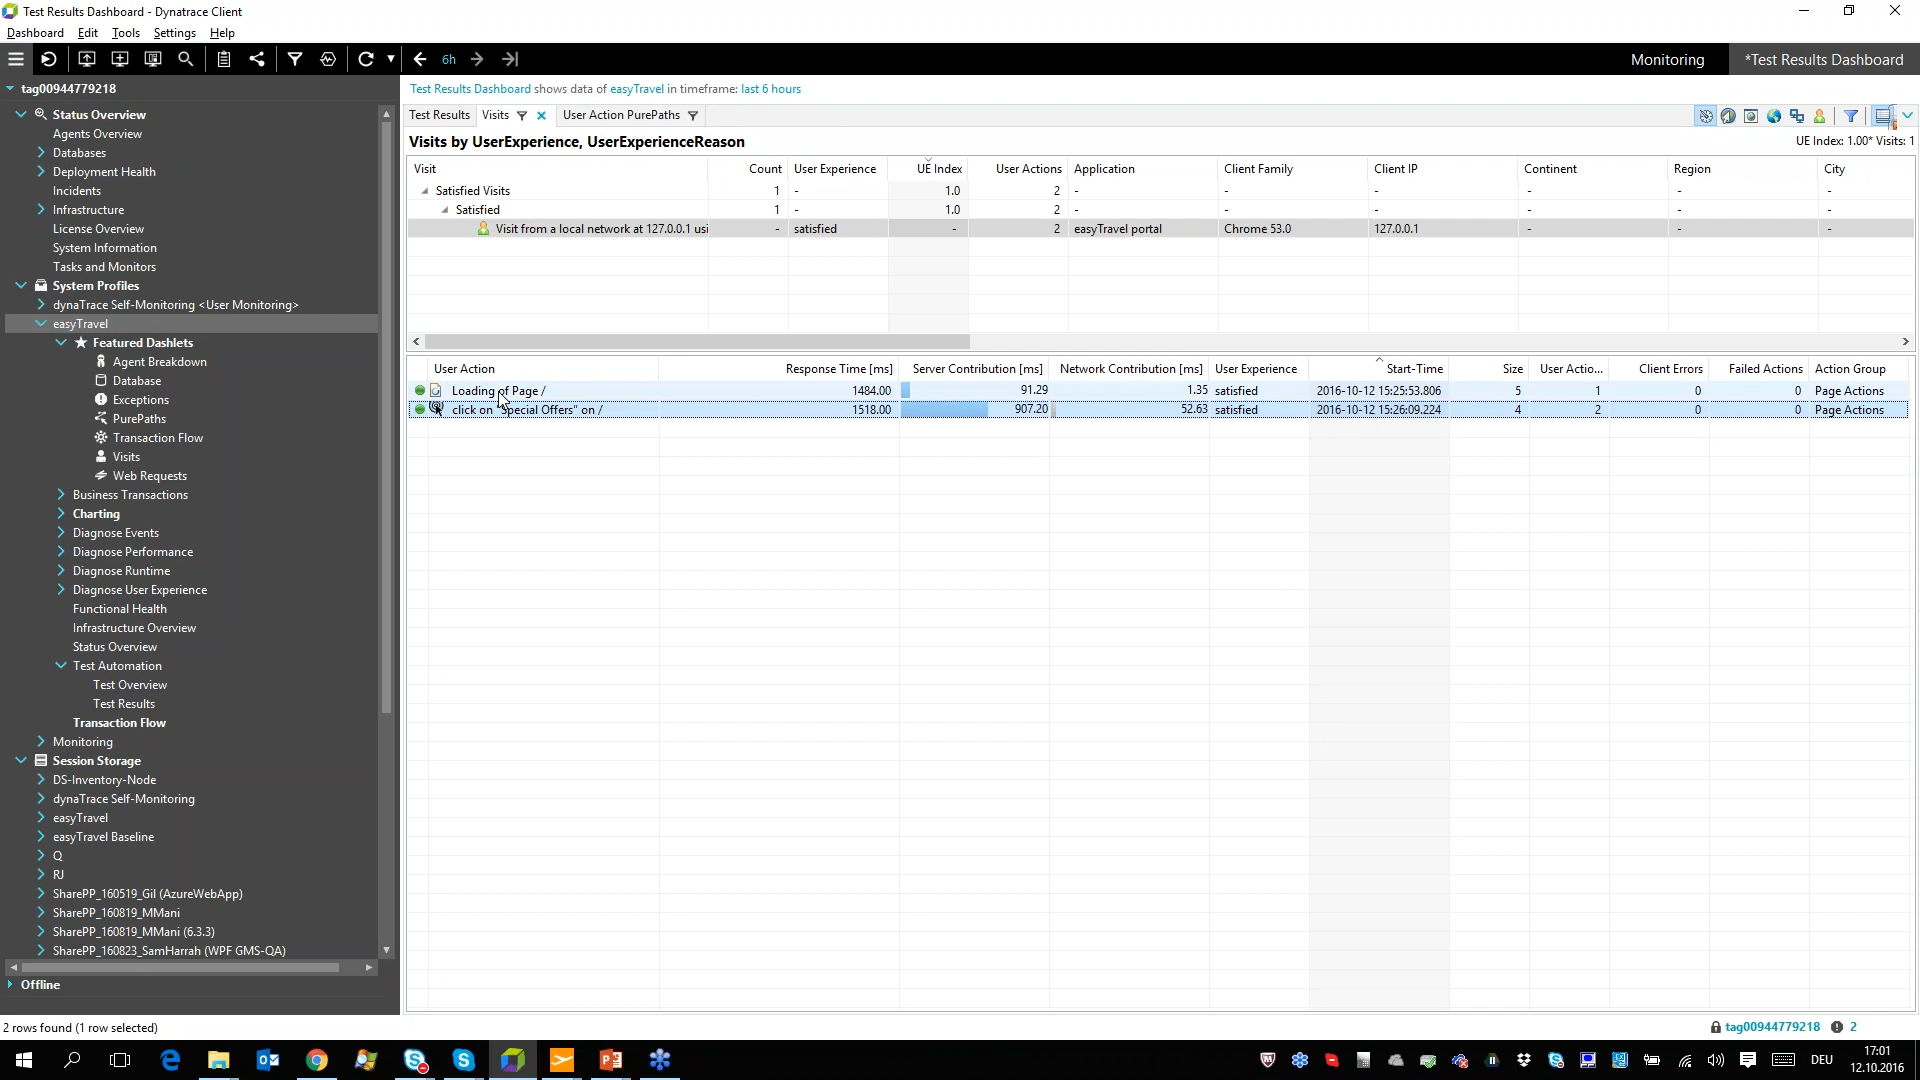 Test Results Dashboard - Dynatrace Client
Dashboard Edit Tools Settings Help
6h
Monitoring
*Test Results Dashboard
tag00944779218
Status Overview
Agents Overview
Databases
Deployment Health
Incidents
Infrastructure
License Overview
System Information
Tasks and Monitors
System Profiles
dynaTrace Self-Monitoring <User Monitoring>
easyTravel
Featured Dashlets
Agent Breakdown
Database
Exceptions
PurePaths
Transaction Flow
Visits
Web Requests
Business Transactions
Charting
Diagnose Events
Diagnose Performance
Diagnose Runtime
Diagnose User Experience
Functional Health
Infrastructure Overview
Status Overview
Test Automation
Test Overview
Test Results
Transaction Flow
Monitoring
Session Storage
DS-Inventory-Node
dynaTrace Self-Monitoring
easyTravel
easyTravel Baseline
Q
RJ
SharePP_160519_Gil (AzureWebApp)
SharePP_160819_MMani
SharePP_160819_MMani (6.3.3)
SharePP_160823_SamHarrah (WPF GMS-QA)
Offline
Test Results Dashboard shows data of easyTravel in timeframe: last 6 hours
Test Results Visits User Action PurePaths
Visits by UserExperience, UserExperienceReason
UE Index: 1.00* Visits: 1
Visit Count User Experience UE Index User Actions Application Client Family Client IP Continent Region City
Satisfied Visits 1 - 1.0 2 - - - - - -
Satisfied 1 - 1.0 2 - - - - - -
Visit from a local network at 127.0.0.1 usi - satisfied - 2 easyTravel portal Chrome 53.0 127.0.0.1 - - -
User Action Response Time [ms] Server Contribution [ms] Network Contribution [ms] User Experience Start-Time Size User Actio... Client Errors Failed Actions Action Group
Loading of Page / 1484.00 91.29 1.35 satisfied 2016-10-12 15:25:53.806 5 1 0 0 Page Actions
click on "Special Offers" on / 1518.00 907.20 52.63 satisfied 2016-10-12 15:26:09.224 4 2 0 0 Page Actions
2 rows found (1 row selected)
tag00944779218 2
DEU
17:01
12.10.2016